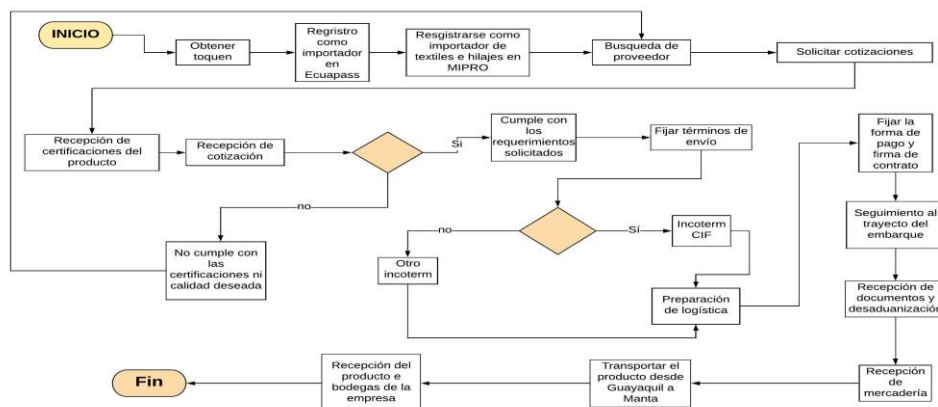 INICIO
Obtener
toquen
Regristro como
importador
en
Ecuapass
Resgistrarse como
importador de
textiles e hilajes en
MIPRO
Busqueda de
proveedor
Solicitar cotizaciones
Recepción de
certificaciones del
producto
Recepción de
cotización
Sí
Cumple con
los
requerimientos
solicitados
Fijar términos de
envío
Fijar la
forma de
pago y
firma de
contrato
no
No cumple con
las
certificaciones ni
calidad deseada
no
Otro
incoterm
Sí
Incoterm
CIF
Preparación
de logística
Seguimiento al
trayecto del
embarque
Recepción de
documentos y
desaduanización
Recepción
de
mercadería
Transportar el
producto desde
Guayaquil a
Manta
Recepción del
producto e
bodegas de la
empresa
Fin